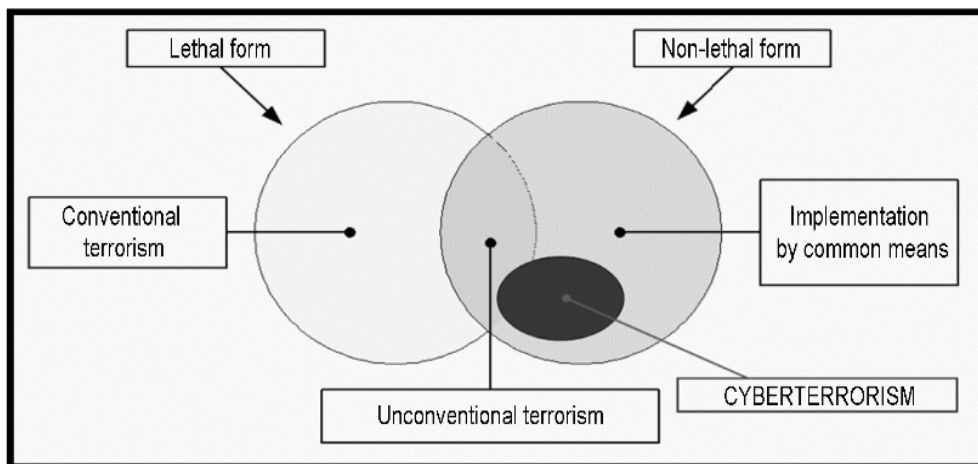 Lethal form
Non-lethal form
Conventional
terrorism
Implementation
by common means
Unconventional terrorism
CYBERTERRORISM